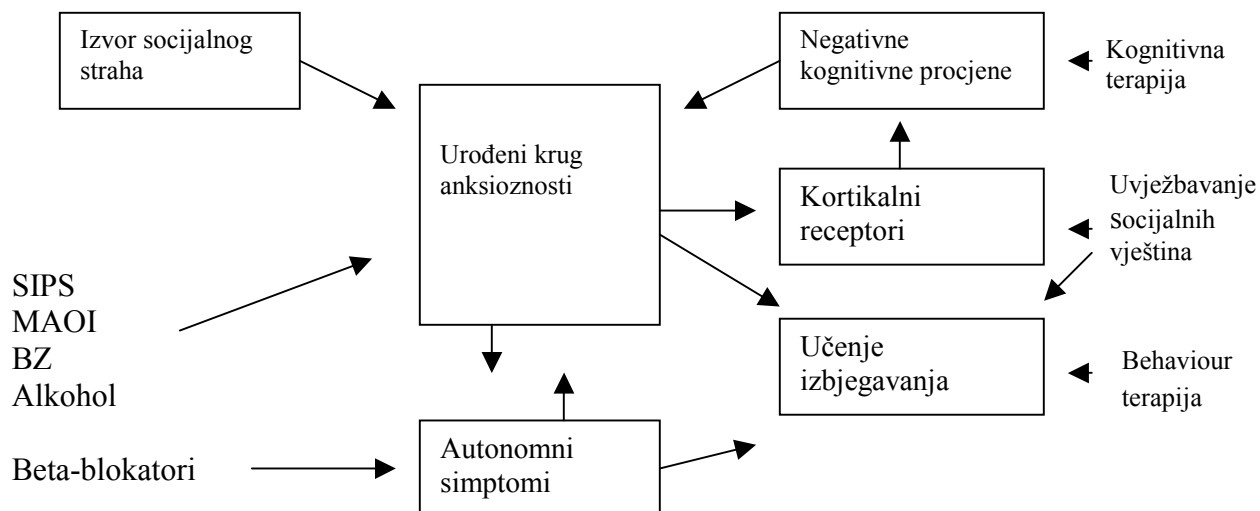 Izvor socijalnog
straha
Negativne
kognitivne procjene
Kognitivna
terapija
Urođeni krug
anksioznosti
Kortikalni
receptori
Uvježbavanje
socijalnih
vještina
SIPS
MAOI
BZ
Alkohol
Učenje
izbjegavanja
Behaviour
terapija
Beta-blokatori
Autonomni
simptomi